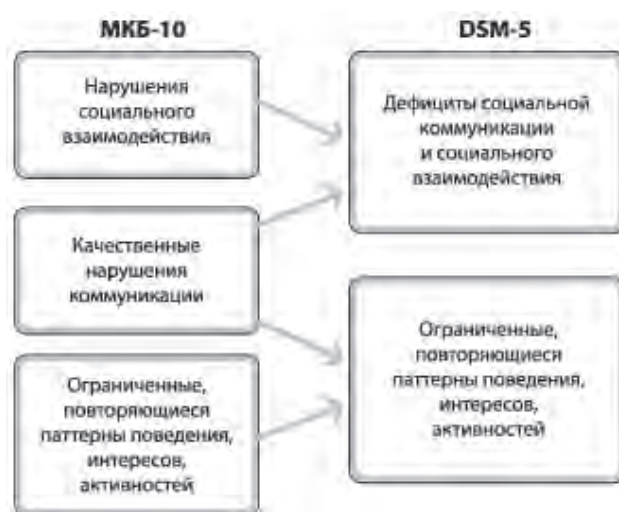 МКБ-10
Нарушения
социального
взаимодействия
Качественные
нарушения
коммуникации
Ограниченные,
повторяющиеся
паттерны поведения,
интересов,
активностей
DSM-5
Дефициты социальной
коммуникации
и социального
взаимодействия
Ограниченные,
повторяющиеся
паттерны поведения,
интересов,
активностей